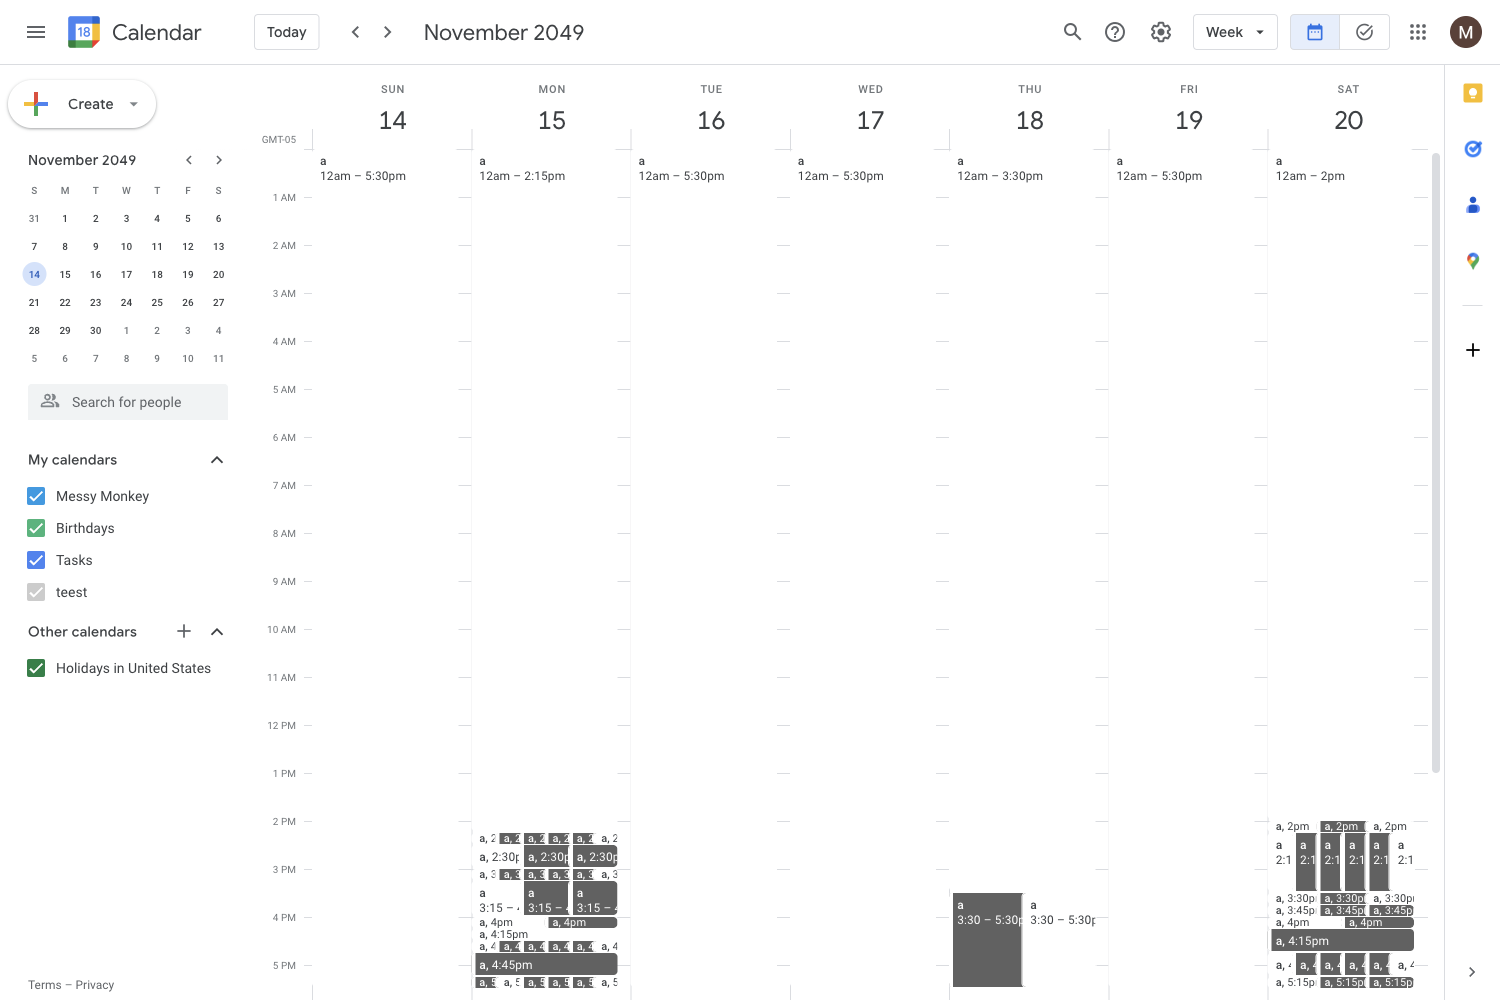 18 Calendar Today November 2049 Week M
Create
November 2049
S M T W T F S
31 1 2 3 4 5 6
7 8 9 10 11 12 13
14 15 16 17 18 19 20
21 22 23 24 25 26 27
28 29 30 1 2 3 4
5 6 7 8 9 10 11
Search for people
My calendars
Messy Monkey
Birthdays
Tasks
teest
Other calendars
Holidays in United States
Terms – Privacy
SUN MON TUE WED THU FRI SAT
14 15 16 17 18 19 20
GMT-05
a a a a a a a
12am – 5:30pm 12am – 2:15pm 12am – 5:30pm 12am – 5:30pm 12am – 3:30pm 12am – 5:30pm 12am – 2pm
1 AM
2 AM
3 AM
4 AM
5 AM
6 AM
7 AM
8 AM
9 AM
10 AM
11 AM
12 PM
1 PM
2 PM
3 PM
4 PM
5 PM
a, 2 a, 2 a, 2 a, 2 a, 2 a, 2
a, 2:30p a, 2:30p a, 2:30p
a, 3 a, 3 a, 3 a, 3 a, 3 a, 3
a a a
3:15 – 3:15 – 3:15 –
a, 4pm a, 4pm
a, 4:15pm
a, 4 a, 4 a, 4 a, 4 a, 4 a, 4
a, 4:45pm
a, 5 a, 5 a, 5 a, 5 a, 5 a, 5
a a
3:30 – 5:30p 3:30 – 5:30p
a, 2pm a, 2pm a, 2pm
a a a a a a
2:1 2:1 2:1 2:1 2:1 2:1
a, 3:30p a, 3:30p a, 3:30p
a, 3:45p a, 3:45p a, 3:45p
a, 4pm a, 4pm
a, 4:15pm
a, 4 a, 4 a, 4 a, 4 a, 4 a, 4
a, 5:15p a, 5:15p a, 5:15p